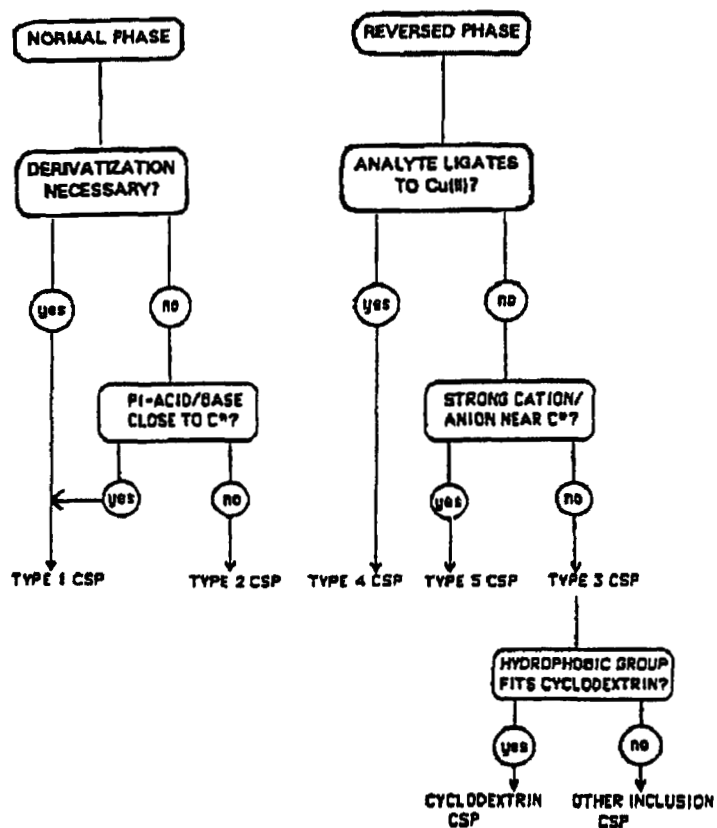 NORMAL PHASE
DERIVATIZATION
NECESSARY?
yes
no
PI-ACID/BASE
CLOSE TO C*?
yes
no
TYPE 1 CSP
TYPE 2 CSP
REVERSED PHASE
ANALYTE LIGATES
TO Cu(II)?
yes
no
STRONG CATION/
ANION NEAR C*?
yes
no
TYPE 4 CSP
TYPE 5 CSP
TYPE 3 CSP
HYDROPHOBIC GROUP
FITS CYCLODEXTRIN?
yes
no
CYCLODEXTRIN
CSP
OTHER INCLUSION
CSP